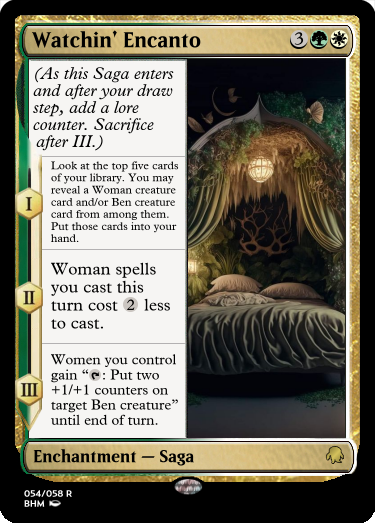 Watchin' Encanto 3
(As this Saga enters
and after your draw
step, add a lore
counter. Sacrifice
after III.)
I
Look at the top five cards
of your library. You may
reveal a Woman creature
card and/or Ben creature
card from among them.
Put those cards into your
hand.
II
Woman spells
you cast this
turn cost 2 less
to cast.
III
Women you control
gain “: Put two
+1/+1 counters on
target Ben creature”
until end of turn.
Enchantment — Saga
054/058 R
BHM